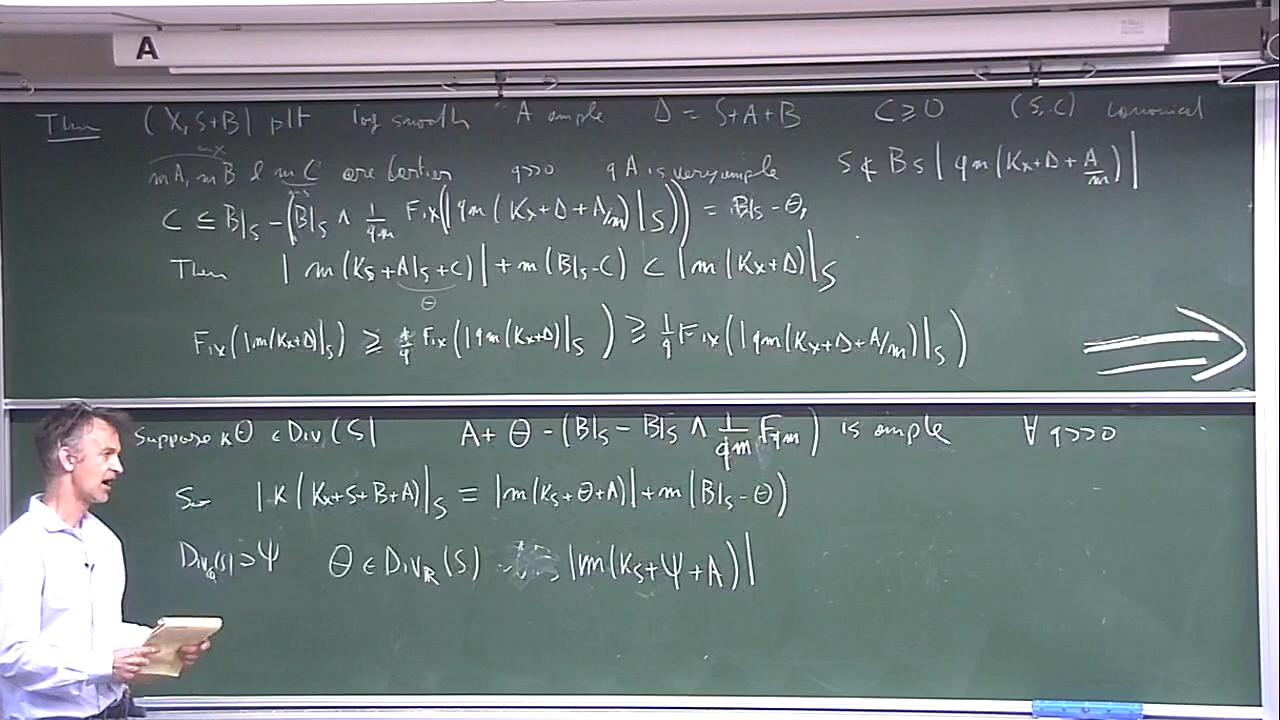 A
Thm (X, S+B) plt log smooth A ample Δ = S+A+B C ≥ 0 (S, C) canonical
mA, mB & mC are Cartier q>>0 qA is very ample S ⊄ Bs |qm(K_X+Δ+A/m)|
C ≤ B|_S - (B|_S ∧ 1/qm Fix(|qm(K_X+Δ+A/m)|_S)) = B|_S - Θ,
Then |m(K_S+A|_S+C)| + m(B|_S-C) ⊂ |m(K_X+Δ)|_S
Θ
Fix(|m(K_X+Δ)|_S) ≥ 1/q Fix(|qm(K_X+Δ)|_S) ≥ 1/q Fix(|qm(K_X+Δ+A/m)|_S) ⟹
Suppose kΘ ∈ Div(S) A+Θ-(B|_S - B|_S ∧ 1/qm F_qm) is ample ∀ q>>0
|k(K_X+S+B+A)|_S = |m(K_S+Θ+A)| + m(B|_S-Θ)
Div_Q(S) ∋ Ψ Θ ∈ Div_R(S) |m(K_S+Ψ+A)|